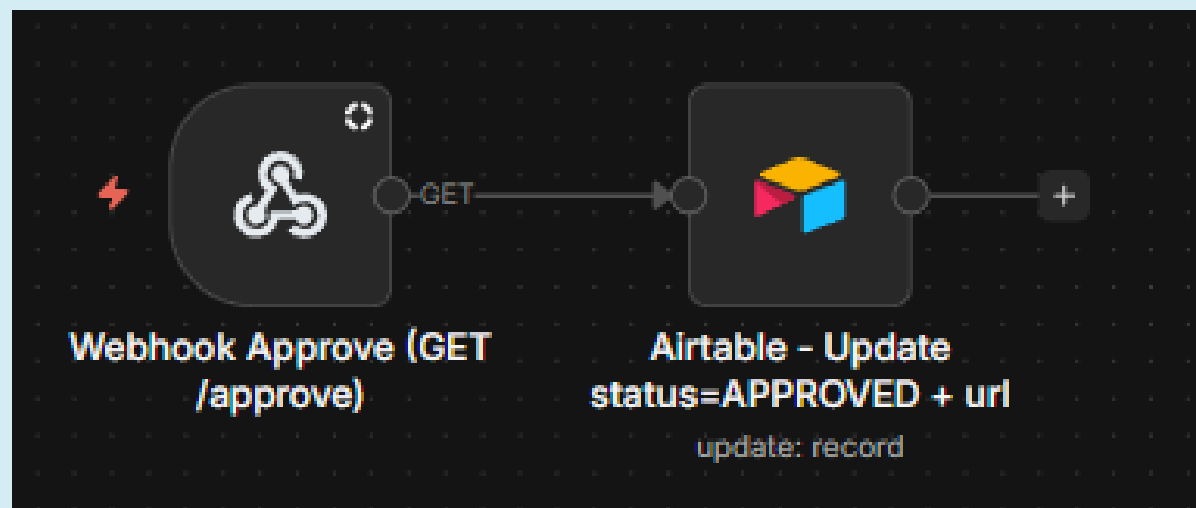 GET
Webhook Approve (GET
/approve)
Airtable - Update
status=APPROVED + url
update: record